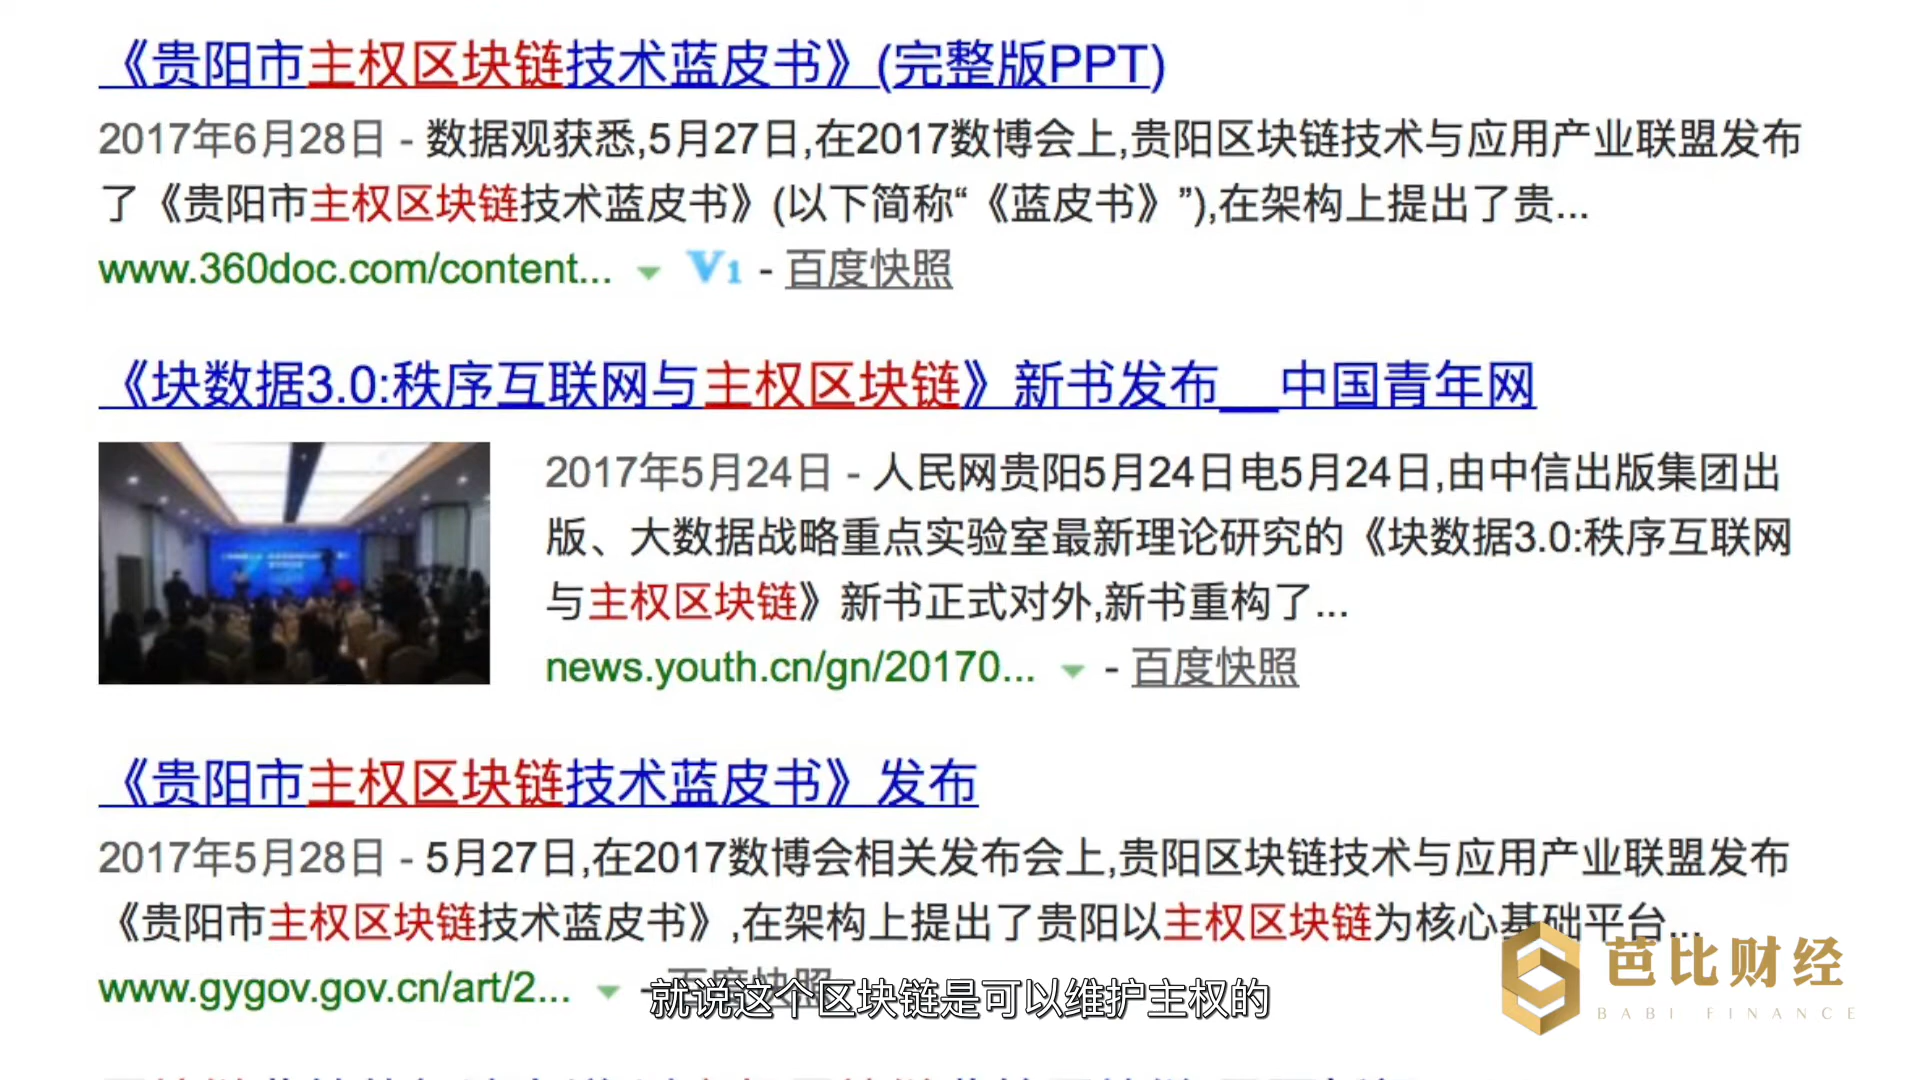 《贵阳市主权区块链技术蓝皮书》(完整版PPT)
2017年6月28日 - 数据观获悉,5月27日,在2017数博会上,贵阳区块链技术与应用产业联盟发布
了《贵阳市主权区块链技术蓝皮书》(以下简称“《蓝皮书》”),在架构上提出了贵...
www.360doc.com/content... V1 - 百度快照
《块数据3.0:秩序互联网与主权区块链》新书发布__中国青年网
2017年5月24日 - 人民网贵阳5月24日电5月24日,由中信出版集团出
版、大数据战略重点实验室最新理论研究的《块数据3.0:秩序互联网
与主权区块链》新书正式对外,新书重构了...
news.youth.cn/gn/20170... - 百度快照
《贵阳市主权区块链技术蓝皮书》发布
2017年5月28日 - 5月27日,在2017数博会相关发布会上,贵阳区块链技术与应用产业联盟发布
《贵阳市主权区块链技术蓝皮书》,在架构上提出了贵阳以主权区块链为核心基础平台...
www.gygov.gov.cn/art/2... - 百度快照
就说这个区块链是可以维护主权的
芭比财经
BABI FINANCE